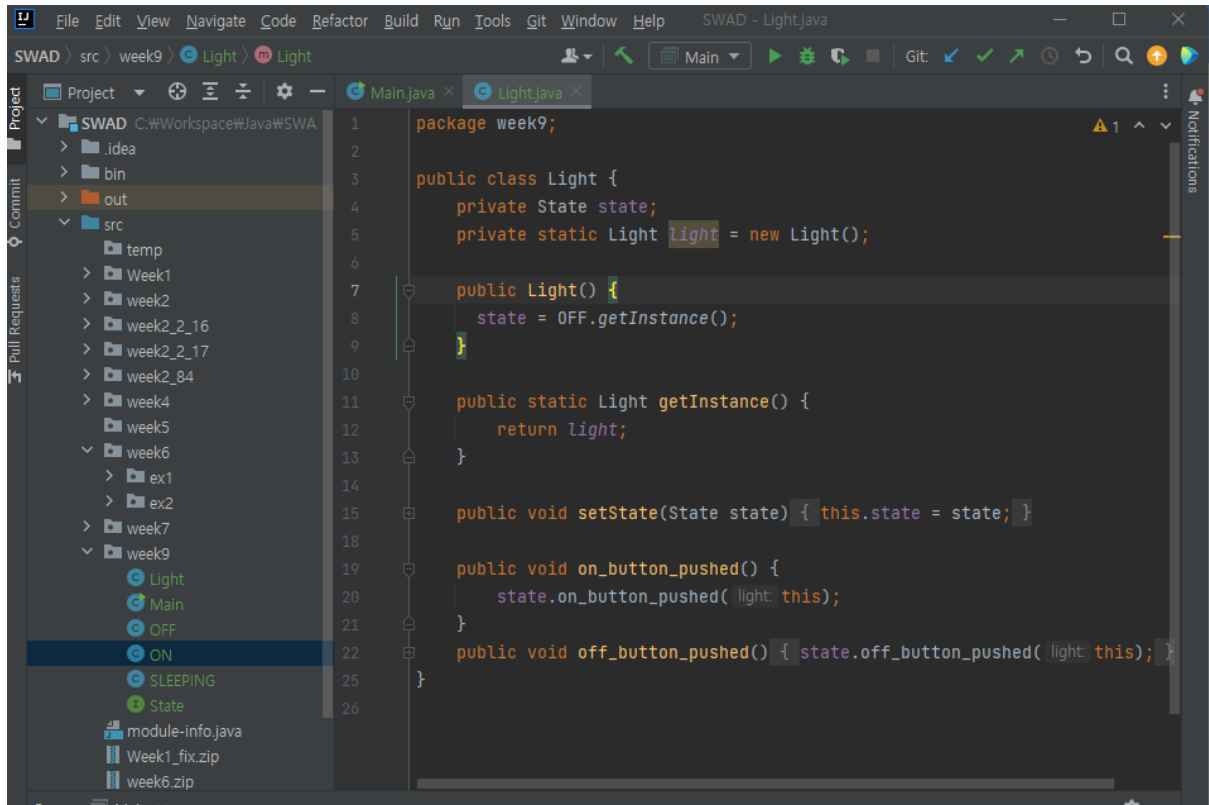 File Edit View Navigate Code Refactor Build Run Tools Git Window Help SWAD - Light.java
SWAD src week9 Light Light Main Git:
Project
Main.java Light.java
SWAD C:₩Workspace₩Java₩SWA
.idea
bin
out
src
temp
Week1
week2
week2_2_16
week2_2_17
week2_84
week4
week5
week6
ex1
ex2
week7
week9
Light
Main
OFF
ON
SLEEPING
State
module-info.java
Week1_fix.zip
week6.zip
1 package week9;
2
3 public class Light {
4 private State state;
5 private static Light light = new Light();
6
7 public Light() {
8 state = OFF.getInstance();
9 }
10
11 public static Light getInstance() {
12 return light;
13 }
14
15 public void setState(State state) { this.state = state; }
18
19 public void on_button_pushed() {
20 state.on_button_pushed( light: this);
21 }
22 public void off_button_pushed() { state.off_button_pushed( light: this); }
25 }
26
1
Project
Commit
Pull Requests
Notifications